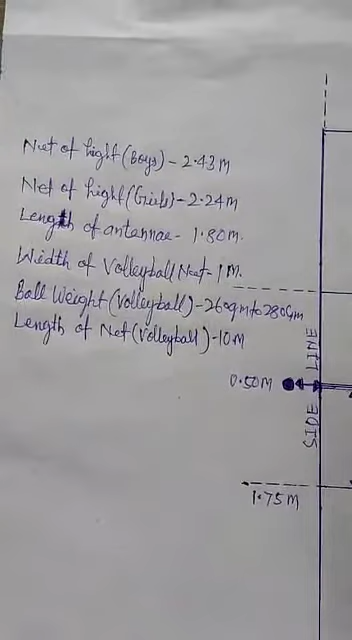 Net of hight (Boys) - 2.43 M
Net of hight (Girls) - 2.24 M
Length of antennae - 1.80 M.
Width of Volleyball Net - 1 M.
Ball Weight (Volleyball) - 260gm to 280Gm
Length of Net (Volleyball) - 10 M
0.50 M
SIDE LINE
1.75 M